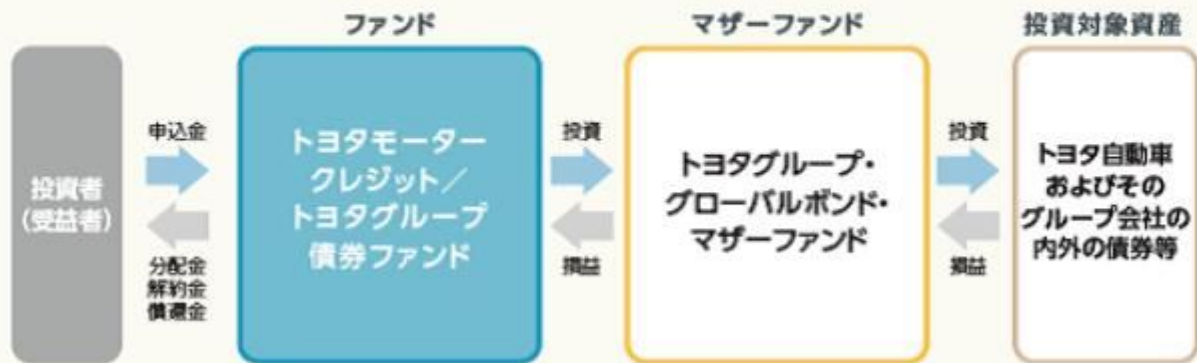 ファンド
マザーファンド
投資対象資産
投資者
(受益者)
申込金
分配金
解約金
償還金
トヨタモーター
クレジット/
トヨタグループ
債券ファンド
投資
損益
トヨタグループ・
グローバルボンド・
マザーファンド
投資
損益
トヨタ自動車
およびその
グループ会社の
内外の債券等